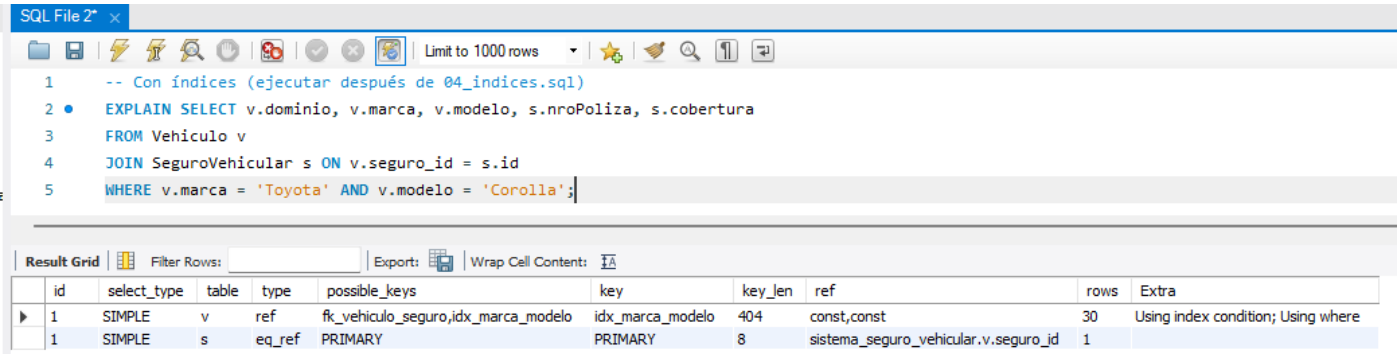 SQL File 2*
Limit to 1000 rows
1 -- Con índices (ejecutar después de 04_indices.sql)
2 EXPLAIN SELECT v.dominio, v.marca, v.modelo, s.nroPoliza, s.cobertura
3 FROM Vehiculo v
4 JOIN SeguroVehicular s ON v.seguro_id = s.id
5 WHERE v.marca = 'Toyota' AND v.modelo = 'Corolla';
Result Grid Filter Rows: Export: Wrap Cell Content:
id select_type table type possible_keys key key_len ref rows Extra
1 SIMPLE v ref fk_vehiculo_seguro,idx_marca_modelo idx_marca_modelo 404 const,const 30 Using index condition; Using where
1 SIMPLE s eq_ref PRIMARY PRIMARY 8 sistema_seguro_vehicular.v.seguro_id 1